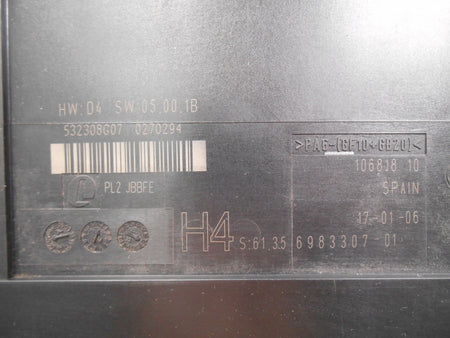 HW:04 SW:05.00.1B
532308G07 0270294
>PA6-(GF10+GB20)<
106818 10
L PL2 JBBFE
SPAIN
17-01-06
H4 S:61.35 6983307-01